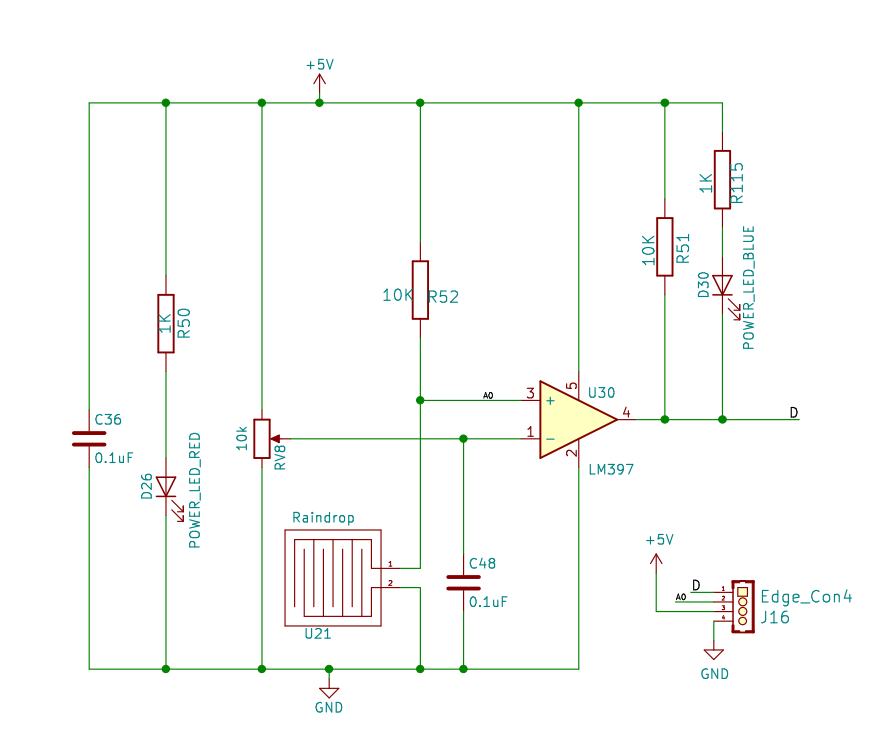 +5V
1K
R115
10K
R51
POWER_LED_BLUE
D30
10K
R52
1K
R50
5
U30
3
A0
+
4
D
C36
10k
RV8
1
−
2
LM397
0.1uF
D26
POWER_LED_RED
Raindrop
1
2
U21
C48
0.1uF
+5V
D
1
A0
2
3
4
Edge_Con4
J16
GND
GND